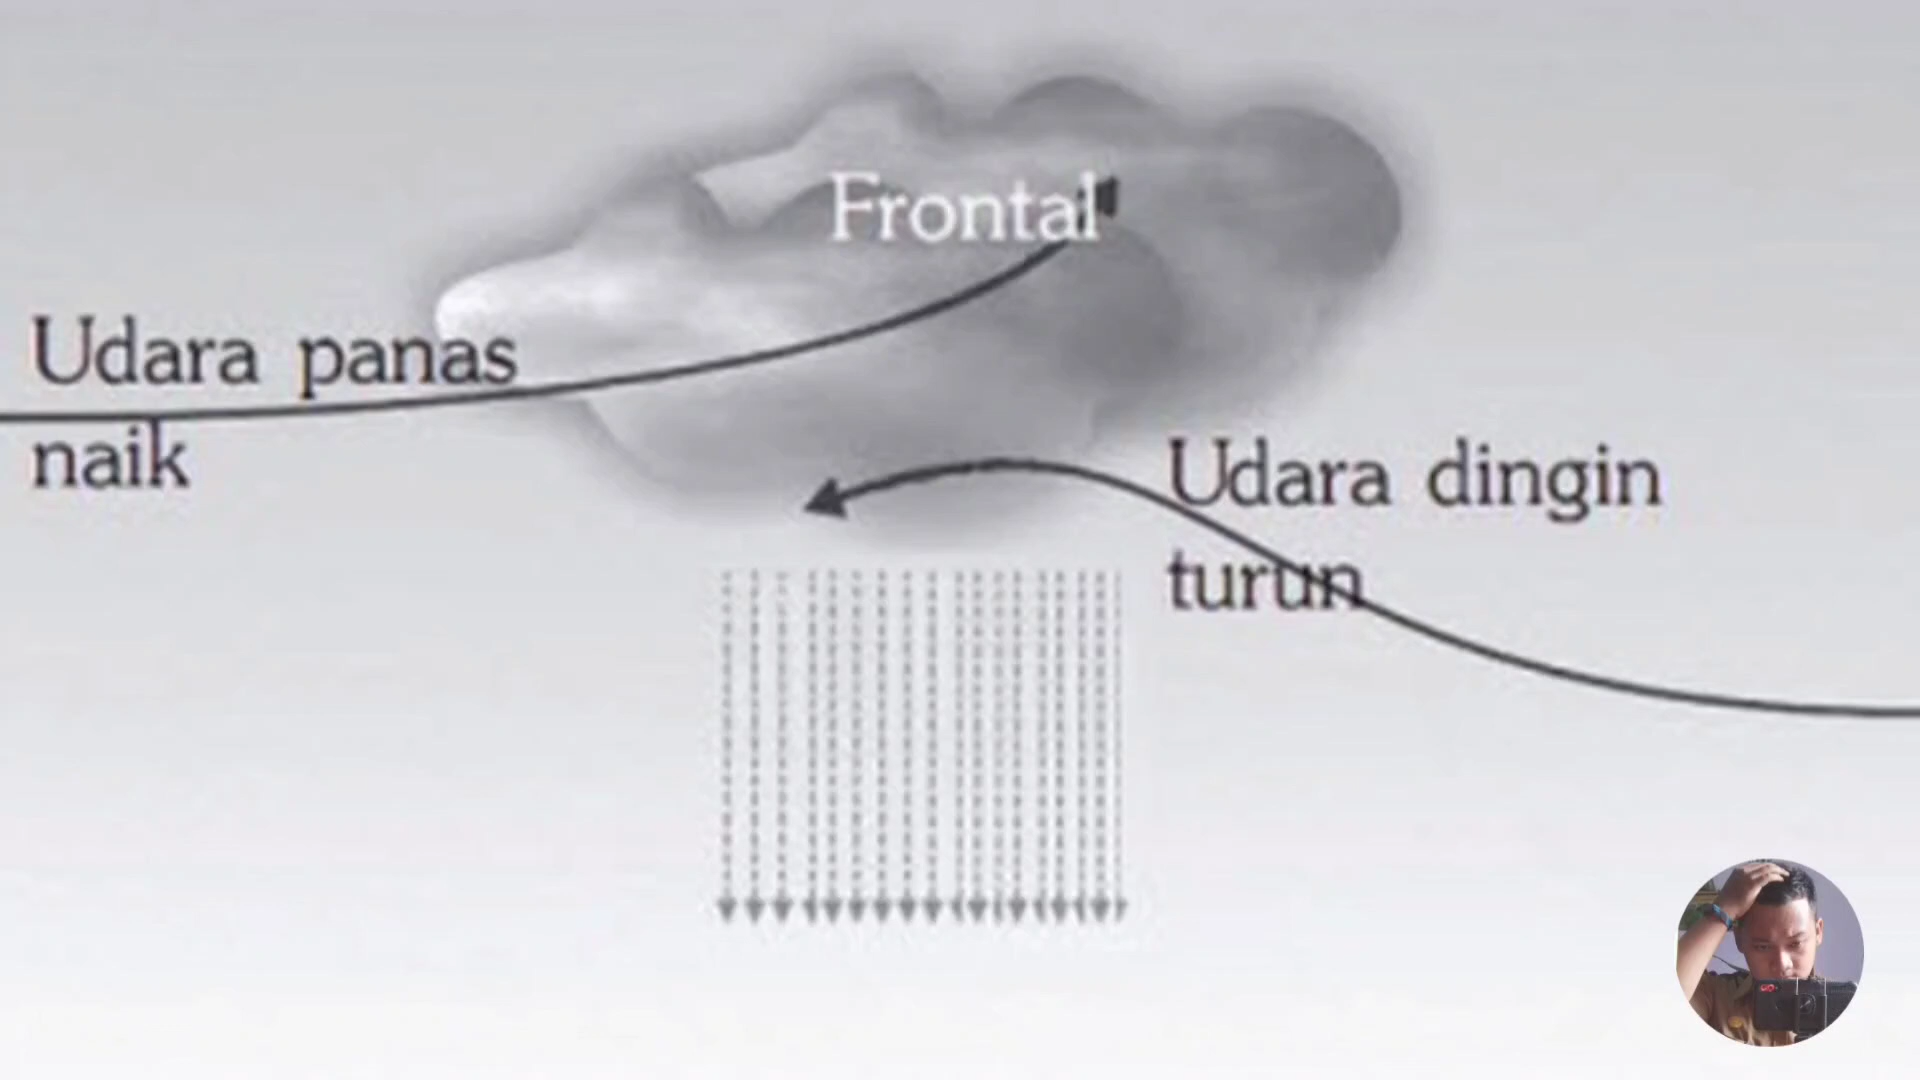 Frontal
Udara panas
naik
Udara dingin
turun